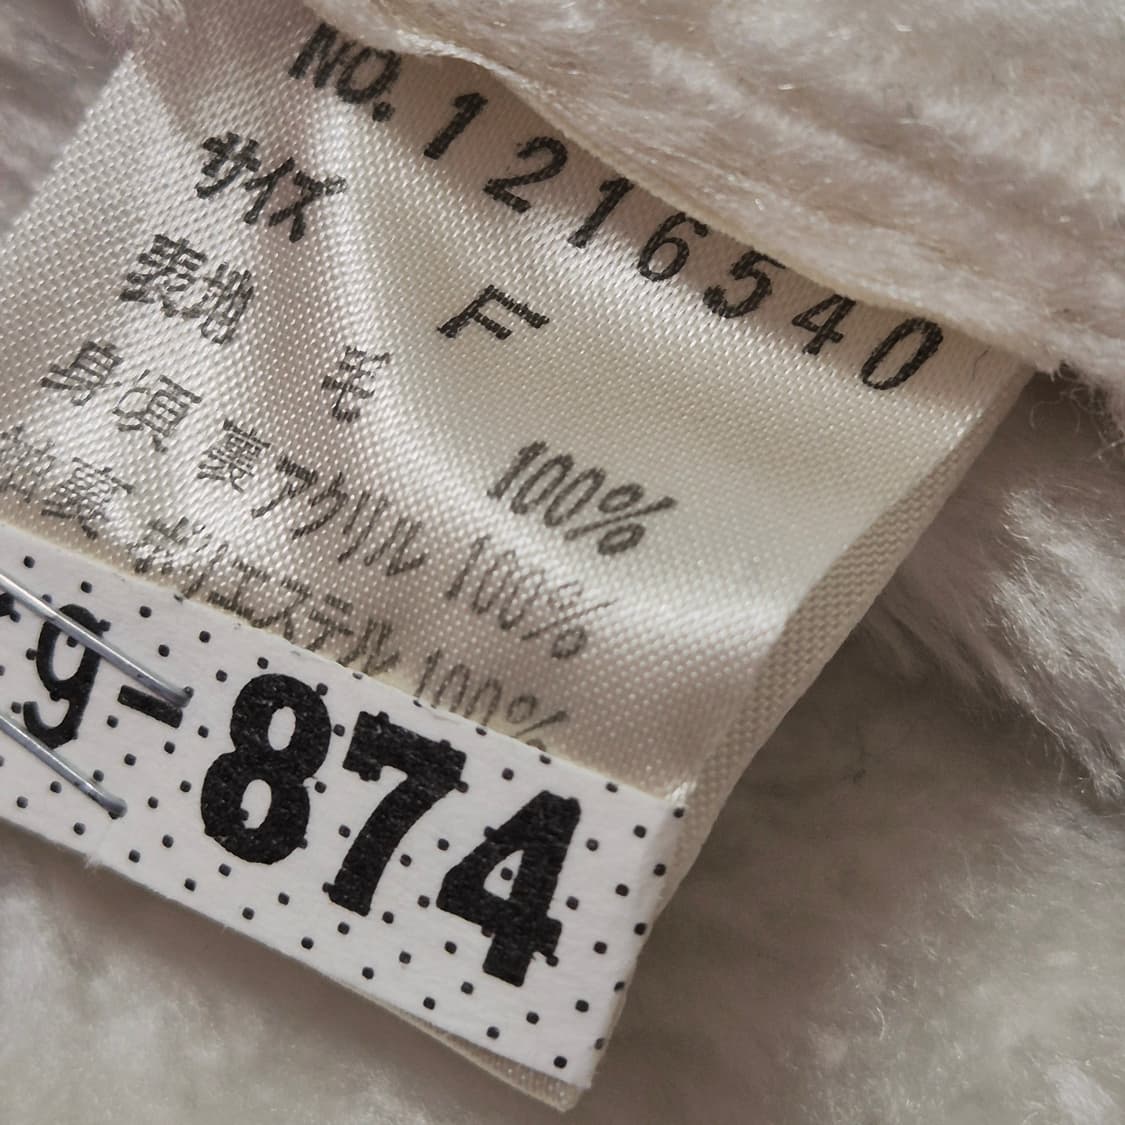 NO. 1216540
サイズ F
表地 毛 100%
身頃裏 アクリル 100%
袖裏 ポリエステル 100%
9-874